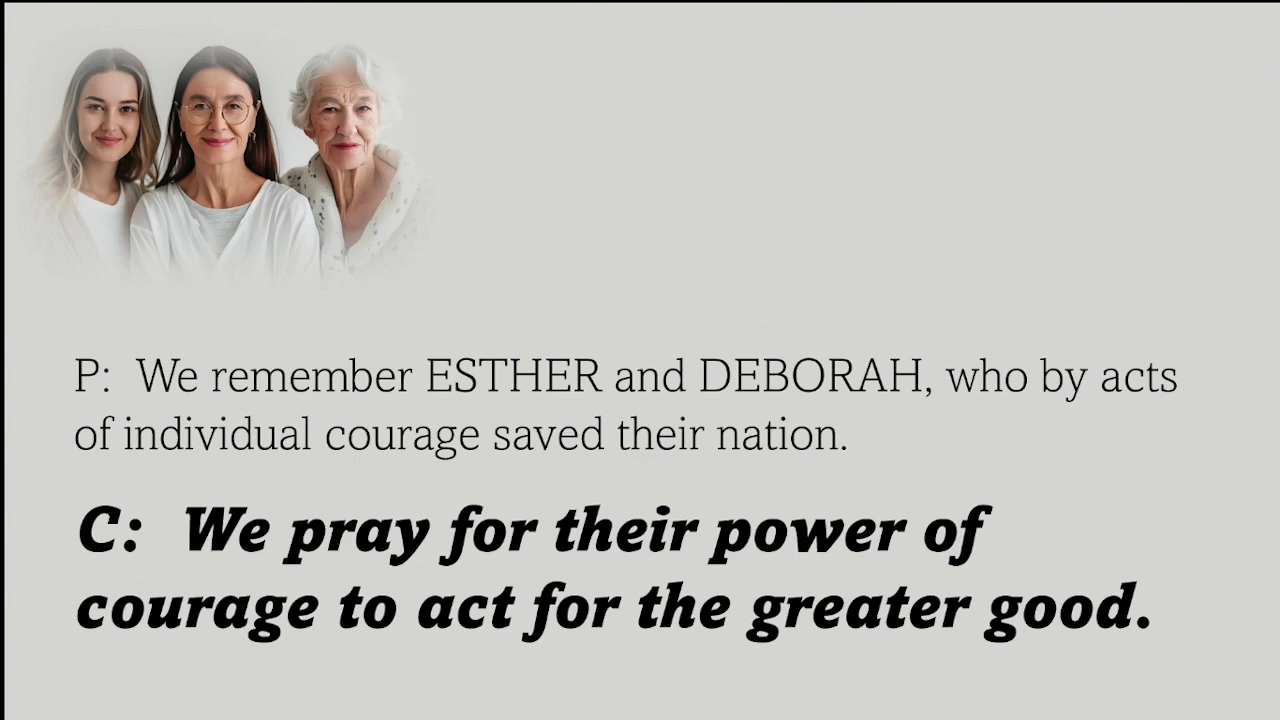 P: We remember ESTHER and DEBORAH, who by acts
of individual courage saved their nation.
C: We pray for their power of
courage to act for the greater good.